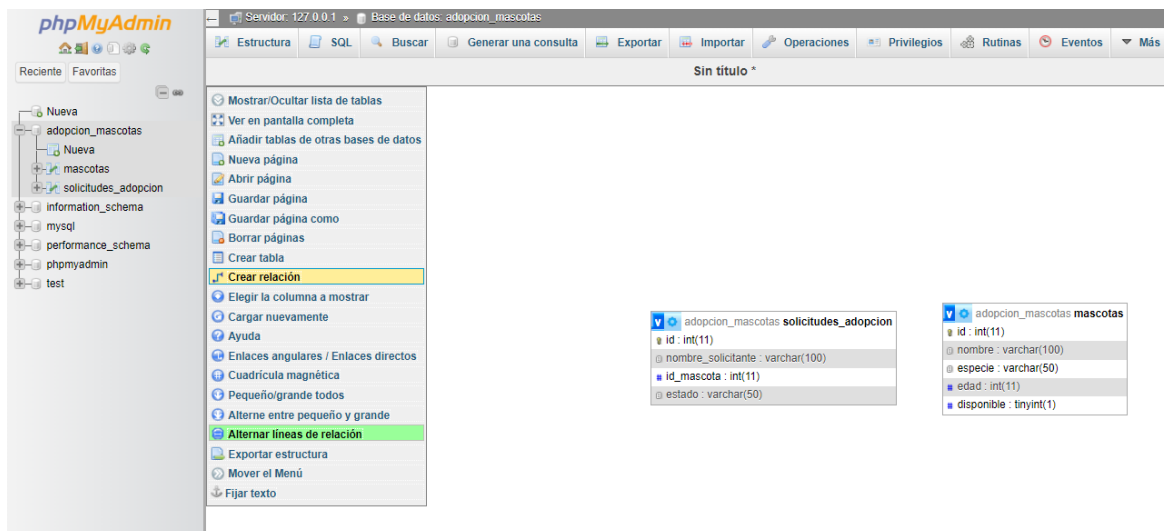 phpMyAdmin
Reciente Favoritas
Nueva
adopcion_mascotas
Nueva
mascotas
solicitudes_adopcion
information_schema
mysql
performance_schema
phpmyadmin
test
← Servidor: 127.0.0.1 » Base de datos: adopcion_mascotas
Estructura SQL Buscar Generar una consulta Exportar Importar Operaciones Privilegios Rutinas Eventos Más
Sin título *
Mostrar/Ocultar lista de tablas
Ver en pantalla completa
Añadir tablas de otras bases de datos
Nueva página
Abrir página
Guardar página
Guardar página como
Borrar páginas
Crear tabla
Crear relación
Elegir la columna a mostrar
Cargar nuevamente
Ayuda
Enlaces angulares / Enlaces directos
Cuadrícula magnética
Pequeño/grande todos
Alterne entre pequeño y grande
Alternar líneas de relación
Exportar estructura
Mover el Menú
Fijar texto
v adopcion_mascotas solicitudes_adopcion
id : int(11)
nombre_solicitante : varchar(100)
id_mascota : int(11)
estado : varchar(50)
v adopcion_mascotas mascotas
id : int(11)
nombre : varchar(100)
especie : varchar(50)
edad : int(11)
disponible : tinyint(1)